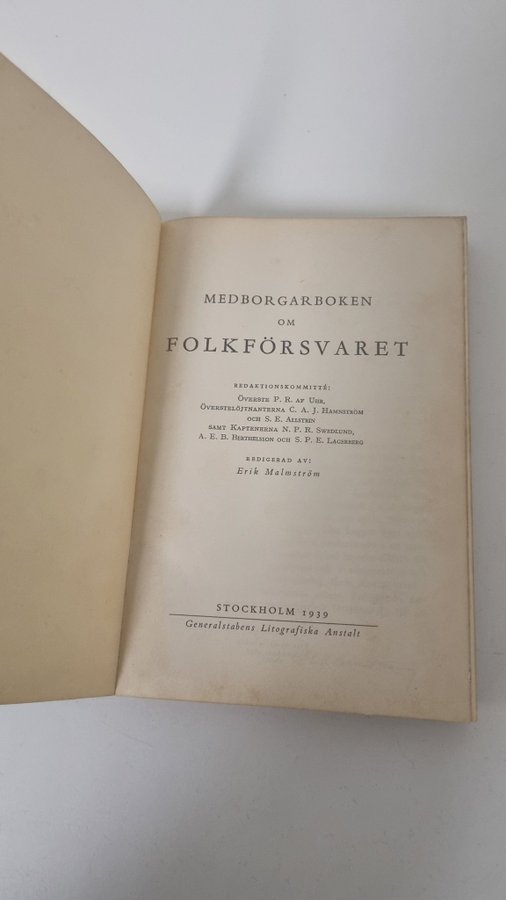 MEDBORGARBOKEN
OM
FOLKFÖRSVARET
REDAKTIONSKOMMITTÉ:
ÖVERSTE P. R. AF UHR,
ÖVERSTELÖJTNANTERNA C. A. J. HAMNSTRÖM
OCH S. E. ALLSTRIN
SAMT KAPTENERNA N. P. R. SWEDLUND,
A. E. B. BERTHELSSON OCH S. P. E. LAGERBERG
REDIGERAD AV:
Erik Malmström
STOCKHOLM 1939
Generalstabens Litografiska Anstalt